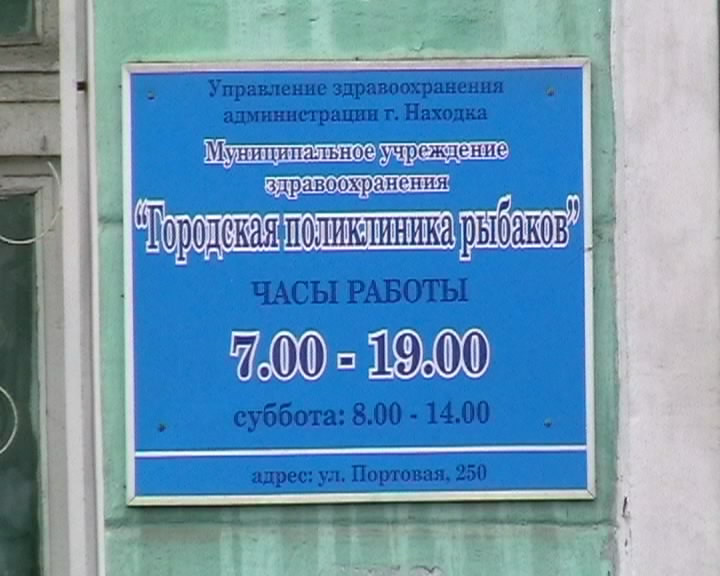 Управление здравоохранения
администрации г. Находка
Муниципальное учреждение
здравоохранения
“Городская поликлиника рыбаков”
ЧАСЫ РАБОТЫ
7.00 - 19.00
суббота: 8.00 - 14.00
адрес: ул. Портовая, 250